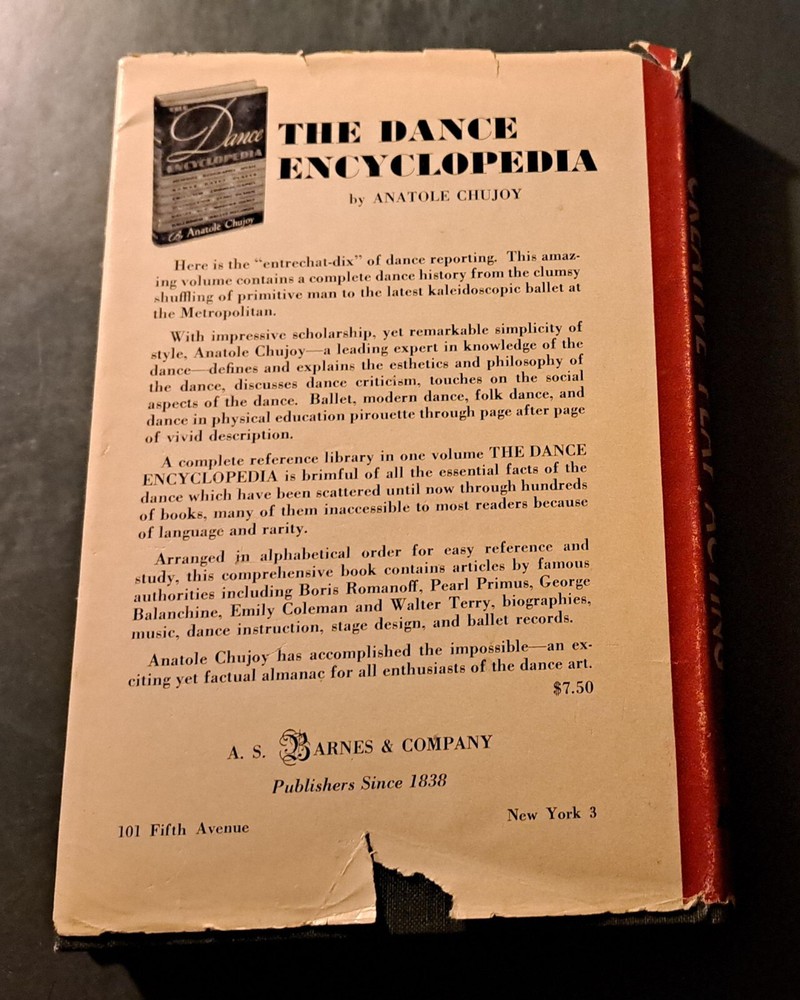 THE
Dance
ENCYCLOPEDIA
By Anatole Chujoy
THE DANCE
ENCYCLOPEDIA
by ANATOLE CHUJOY
Here is the “entrechat-dix” of dance reporting. This amaz-
ing volume contains a complete dance history from the clumsy
shuffling of primitive man to the latest kaleidoscopic ballet at
the Metropolitan.
With impressive scholarship, yet remarkable simplicity of
style, Anatole Chujoy—a leading expert in knowledge of the
dance—defines and explains the esthetics and philosophy of
the dance, discusses dance criticism, touches on the social
aspects of the dance. Ballet, modern dance, folk dance, and
dance in physical education pirouette through page after page
of vivid description.
A complete reference library in one volume THE DANCE
ENCYCLOPEDIA is brimful of all the essential facts of the
dance which have been scattered until now through hundreds
of books, many of them inaccessible to most readers because
of language and rarity.
Arranged in alphabetical order for easy reference and
study, this comprehensive book contains articles by famous
authorities including Boris Romanoff, Pearl Primus, George
Balanchine, Emily Coleman and Walter Terry, biographies,
music, dance instruction, stage design, and ballet records.
Anatole Chujoy has accomplished the impossible—an ex-
citing yet factual almanac for all enthusiasts of the dance art.
$7.50
A. S. BARNES & COMPANY
Publishers Since 1838
101 Fifth Avenue
New York 3
CREATIVE PLAY ACTING